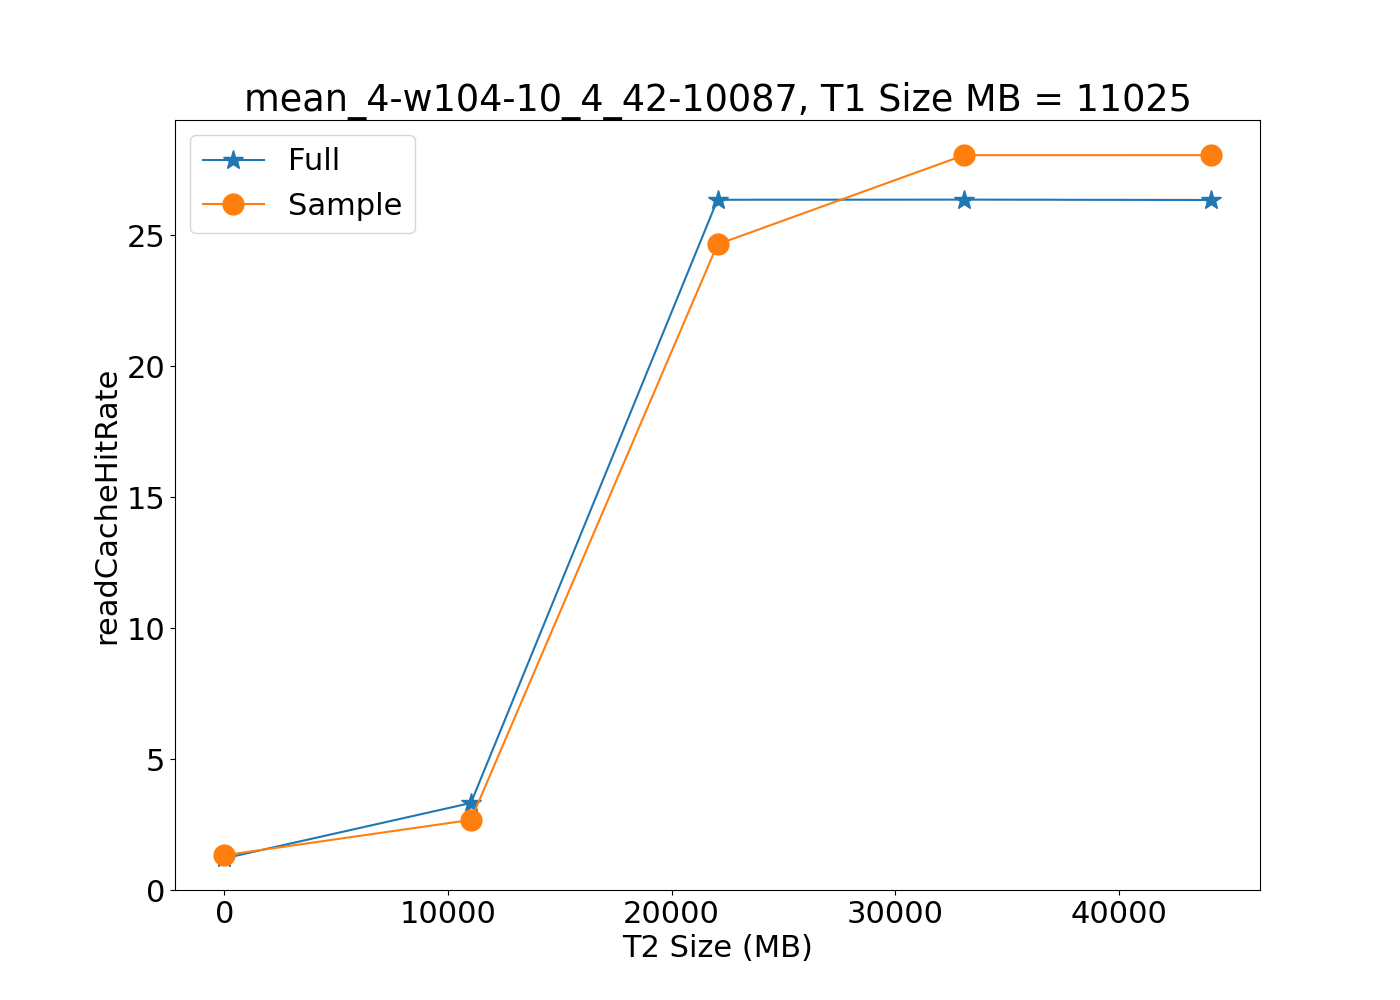 mean_4-w104-10_4_42-10087, T1 Size MB = 11025
Full
Sample
25
20
15
10
5
0
readCacheHitRate
0 10000 20000 30000 40000
T2 Size (MB)